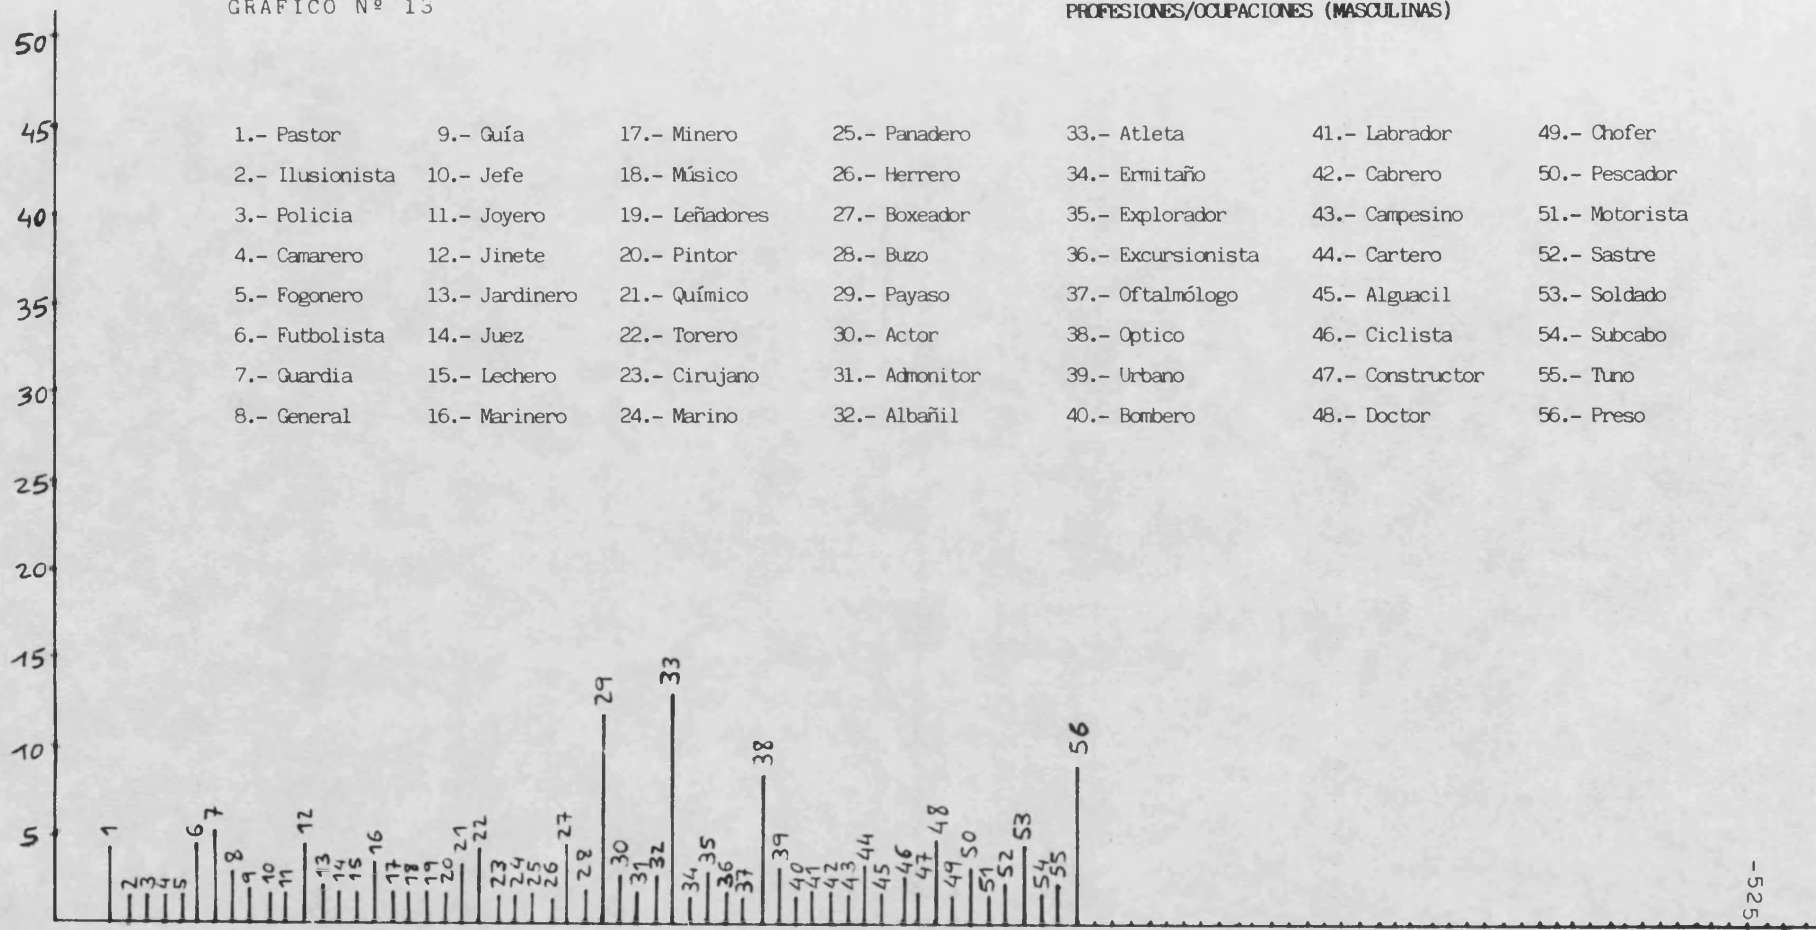 GRAFICO Nº 13
PROFESIONES/OCUPACIONES (MASCULINAS)
1.- Pastor 9.- Guía 17.- Minero 25.- Panadero 33.- Atleta 41.- Labrador 49.- Chofer
2.- Ilusionista 10.- Jefe 18.- Músico 26.- Herrero 34.- Ermitaño 42.- Cabrero 50.- Pescador
3.- Policia 11.- Joyero 19.- Leñadores 27.- Boxeador 35.- Explorador 43.- Campesino 51.- Motorista
4.- Camarero 12.- Jinete 20.- Pintor 28.- Buzo 36.- Excursionista 44.- Cartero 52.- Sastre
5.- Fogonero 13.- Jardinero 21.- Químico 29.- Payaso 37.- Oftalmólogo 45.- Alguacil 53.- Soldado
6.- Futbolista 14.- Juez 22.- Torero 30.- Actor 38.- Optico 46.- Ciclista 54.- Subcabo
7.- Guardia 15.- Lechero 23.- Cirujano 31.- Admonitor 39.- Urbano 47.- Constructor 55.- Tuno
8.- General 16.- Marinero 24.- Marino 32.- Albañil 40.- Bombero 48.- Doctor 56.- Preso
50
45
40
35
30
25
20
15
10
5
1 2 3 4 5 6 7 8 9 10 11 12 13 14 15 16 17 18 19 20 21 22 23 24 25 26 27 28 29 30 31 32 33 34 35 36 37 38 39 40 41 42 43 44 45 46 47 48 49 50 51 52 53 54 55 56
-525